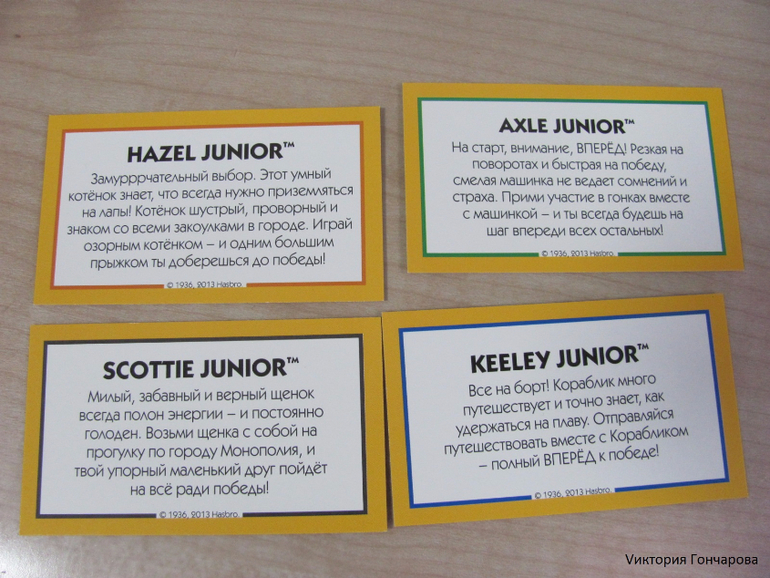 HAZEL JUNIOR™
Замурррчательный выбор. Этот умный
котёнок знает, что всегда нужно приземляться
на лапы! Котёнок шустрый, проворный и
знаком со всеми закоулками в городе. Играй
озорным котёнком – и одним большим
прыжком ты доберешься до победы!
© 1936, 2013 Hasbro.
AXLE JUNIOR™
На старт, внимание, ВПЕРЁД! Резкая на
поворотах и быстрая на победу,
смелая машинка не ведает сомнений и
страха. Прими участие в гонках вместе
с машинкой – и ты всегда будешь на
шаг впереди всех остальных!
© 1936, 2013 Hasbro.
SCOTTIE JUNIOR™
Милый, забавный и верный щенок
всегда полон энергии – и постоянно
голоден. Возьми щенка с собой на
прогулку по городу Монополия, и
твой упорный маленький друг пойдёт
на всё ради победы!
© 1936, 2013 Hasbro.
KEELEY JUNIOR™
Все на борт! Кораблик много
путешествует и точно знает, как
удержаться на плаву. Отправляйся
путешествовать вместе с Корабликом
– полный ВПЕРЁД к победе!
© 1936, 2013 Hasbro.
Виктория Гончарова